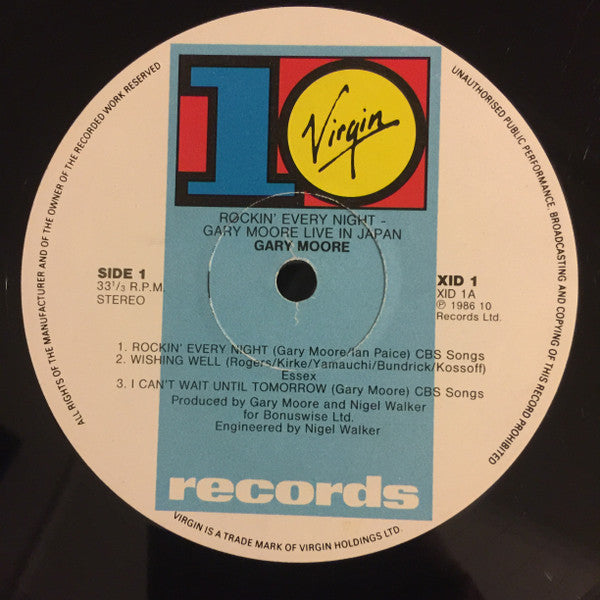 ALL RIGHTS OF THE MANUFACTURER AND OF THE OWNER OF THE RECORDED WORK RESERVED
UNAUTHORISED PUBLIC PERFORMANCE, BROADCASTING AND COPYING OF THIS RECORD PROHIBITED
10
Virgin
ROCKIN' EVERY NIGHT -
GARY MOORE LIVE IN JAPAN
GARY MOORE
SIDE 1
33 1/3 R.P.M.
STEREO
XID 1
XID 1A
℗ 1986 10
Records Ltd.
1. ROCKIN' EVERY NIGHT (Gary Moore/Ian Paice) CBS Songs
2. WISHING WELL (Rogers/Kirke/Yamauchi/Bundrick/Kossoff)
Essex
3. I CAN'T WAIT UNTIL TOMORROW (Gary Moore) CBS Songs
Produced by Gary Moore and Nigel Walker
for Bonuswise Ltd.
Engineered by Nigel Walker
records
VIRGIN IS A TRADE MARK OF VIRGIN HOLDINGS LTD.